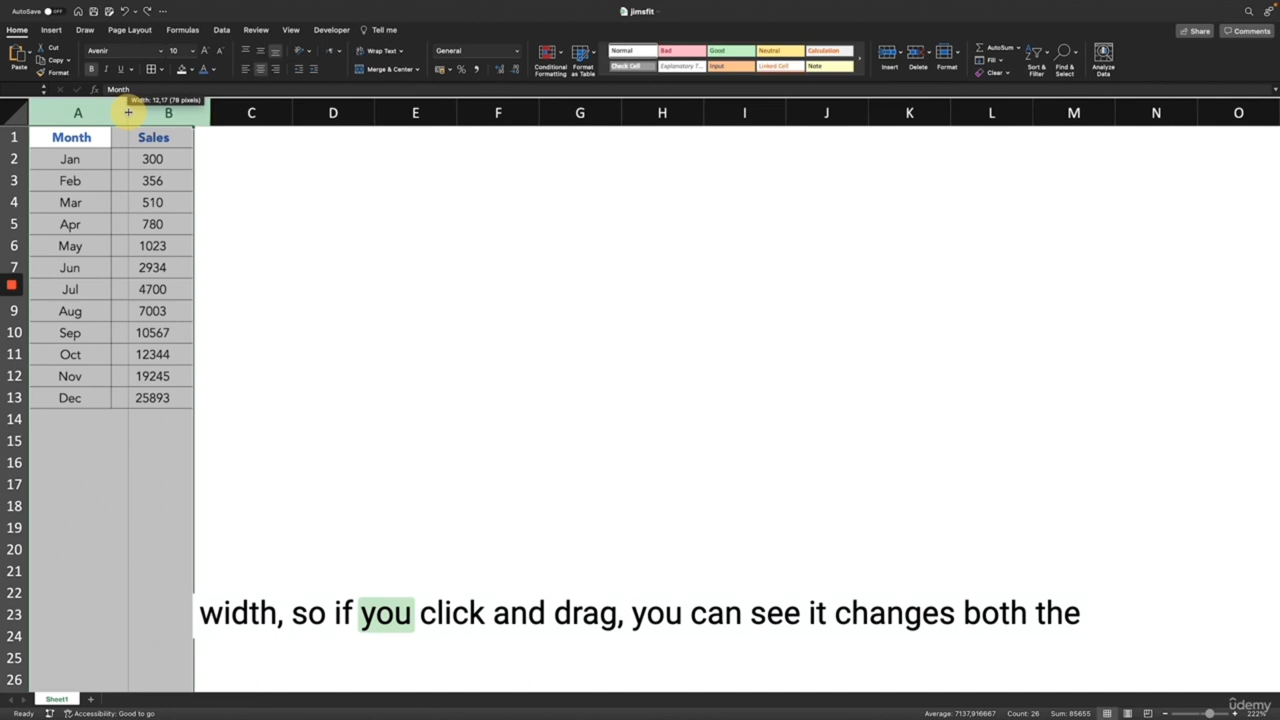 AutoSave OFF
jimsfit
Home Insert Draw Page Layout Formulas Data Review View Developer Tell me
Share Comments
Paste
Cut
Copy
Format
Avenir 10
Wrap Text
Merge & Center
General
Conditional Formatting
Format as Table
Normal Bad Good Neutral Calculation
Check Cell Explanatory T... Input Linked Cell Note
Insert Delete Format
AutoSum
Fill
Clear
Sort & Filter
Find & Select
Analyze Data
fx Month
Width: 12,17 (78 pixels)
A B C D E F G H I J K L M N O
1 Month Sales
2 Jan 300
3 Feb 356
4 Mar 510
5 Apr 780
6 May 1023
7 Jun 2934
Jul 4700
9 Aug 7003
10 Sep 10567
11 Oct 12344
12 Nov 19245
13 Dec 25893
14
15
16
17
18
19
20
21
22
23
24
25
26
width, so if you click and drag, you can see it changes both the
Sheet1
Ready Accessibility: Good to go Average: 7137,916667 Count: 26 Sum: 85655 222%
udemy